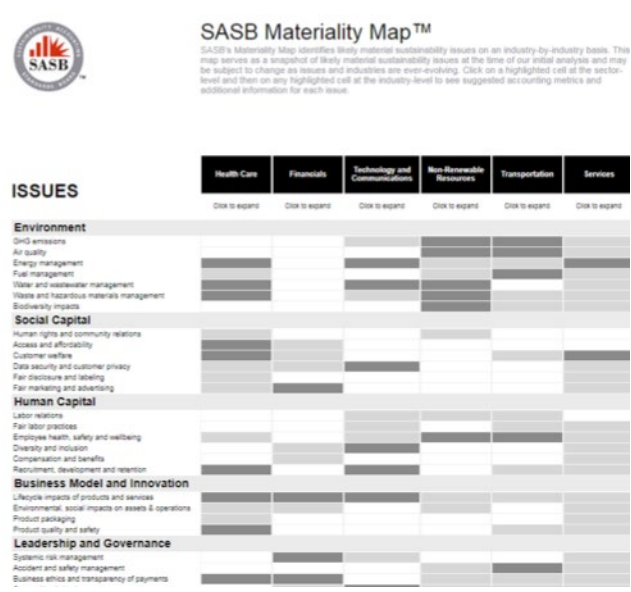 SASB
SASB Materiality Map™
SASB's Materiality Map identifies likely material sustainability issues on an industry-by-industry basis. This
map serves as a snapshot of likely material sustainability issues at the time of our initial analysis and may
be subject to change as issues and industries are ever-evolving. Click on a highlighted cell at the sector-
level and then on any highlighted cell at the industry-level to see suggested accounting metrics and
additional information for each issue.
ISSUES
Health Care
Financials
Technology and
Communications
Non-Renewable
Resources
Transportation
Services
Click to expand Click to expand Click to expand Click to expand Click to expand Click to expand
Environment
GHG emissions
Air quality
Energy management
Fuel management
Water and wastewater management
Waste and hazardous materials management
Biodiversity impacts
Social Capital
Human rights and community relations
Access and affordability
Customer welfare
Data security and customer privacy
Fair disclosure and labeling
Fair marketing and advertising
Human Capital
Labor relations
Fair labor practices
Employee health, safety and wellbeing
Diversity and inclusion
Compensation and benefits
Recruitment, development and retention
Business Model and Innovation
Lifecycle impacts of products and services
Environmental, social impacts on assets & operations
Product packaging
Product quality and safety
Leadership and Governance
Systemic risk management
Accident and safety management
Business ethics and transparency of payments